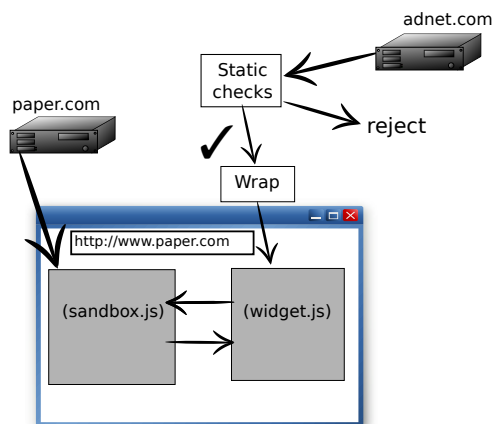 adnet.com
Static
checks
paper.com
reject
Wrap
http://www.paper.com
(sandbox.js)
(widget.js)